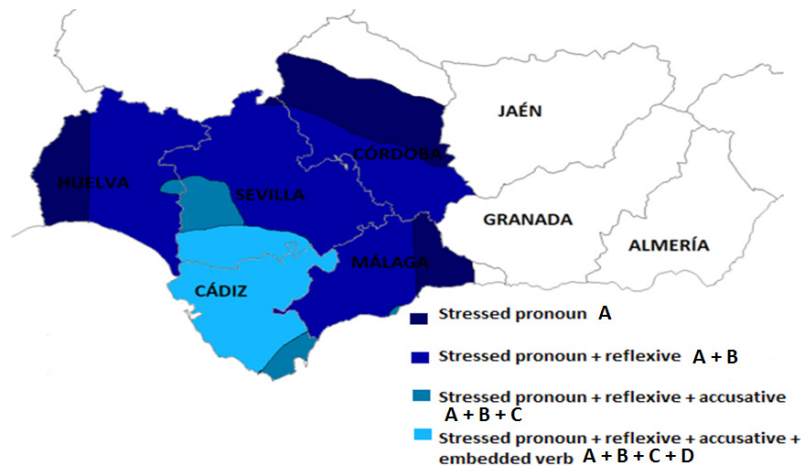 JAÉN
CÓRDOBA
HUELVA
SEVILLA
GRANADA
ALMERÍA
MÁLAGA
CÁDIZ
Stressed pronoun A
Stressed pronoun + reflexive A + B
Stressed pronoun + reflexive + accusative
A + B + C
Stressed pronoun + reflexive + accusative +
embedded verb A + B + C + D